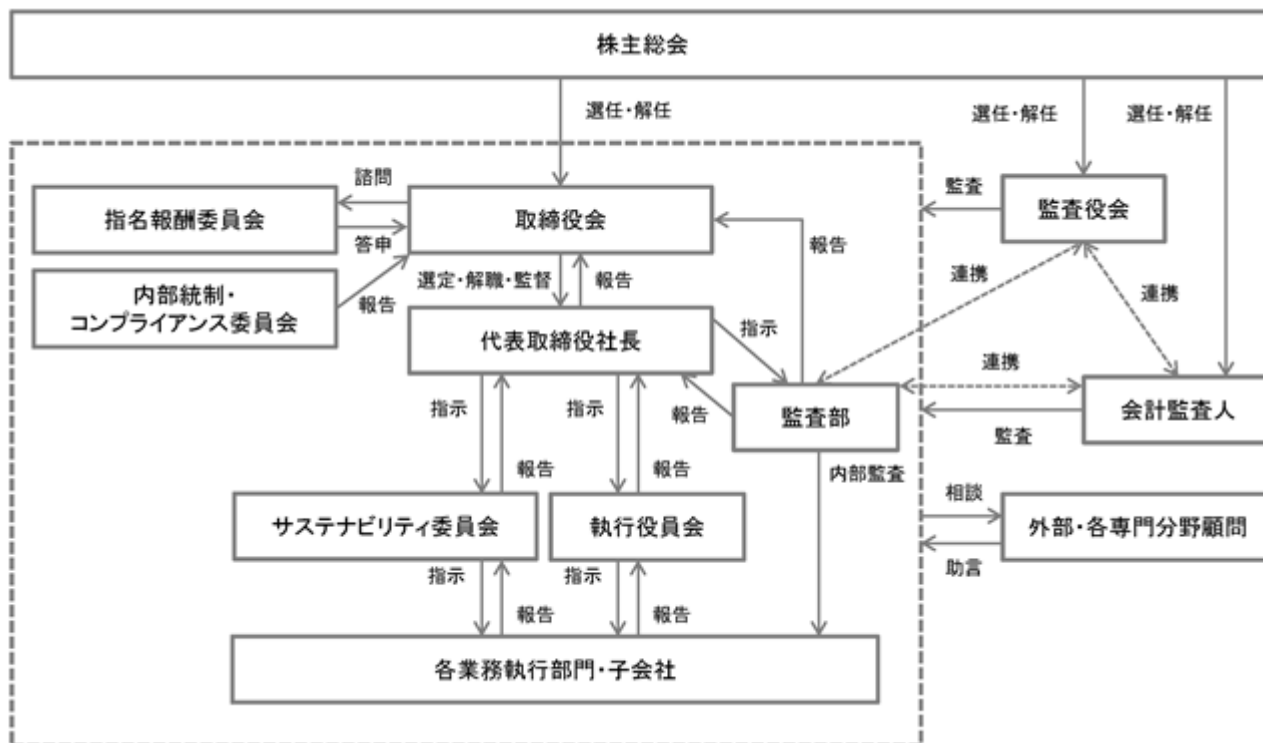 株主総会
選任・解任
選任・解任
選任・解任
諮問
監査
指名報酬委員会
取締役会
監査役会
答申
報告
内部統制・
コンプライアンス委員会
報告
選定・解職・監督
報告
連携
連携
代表取締役社長
指示
連携
指示
指示
報告
監査部
会計監査人
監査
報告
報告
内部監査
相談
サステナビリティ委員会
執行役員会
外部・各専門分野顧問
助言
指示
指示
報告
報告
各業務執行部門・子会社